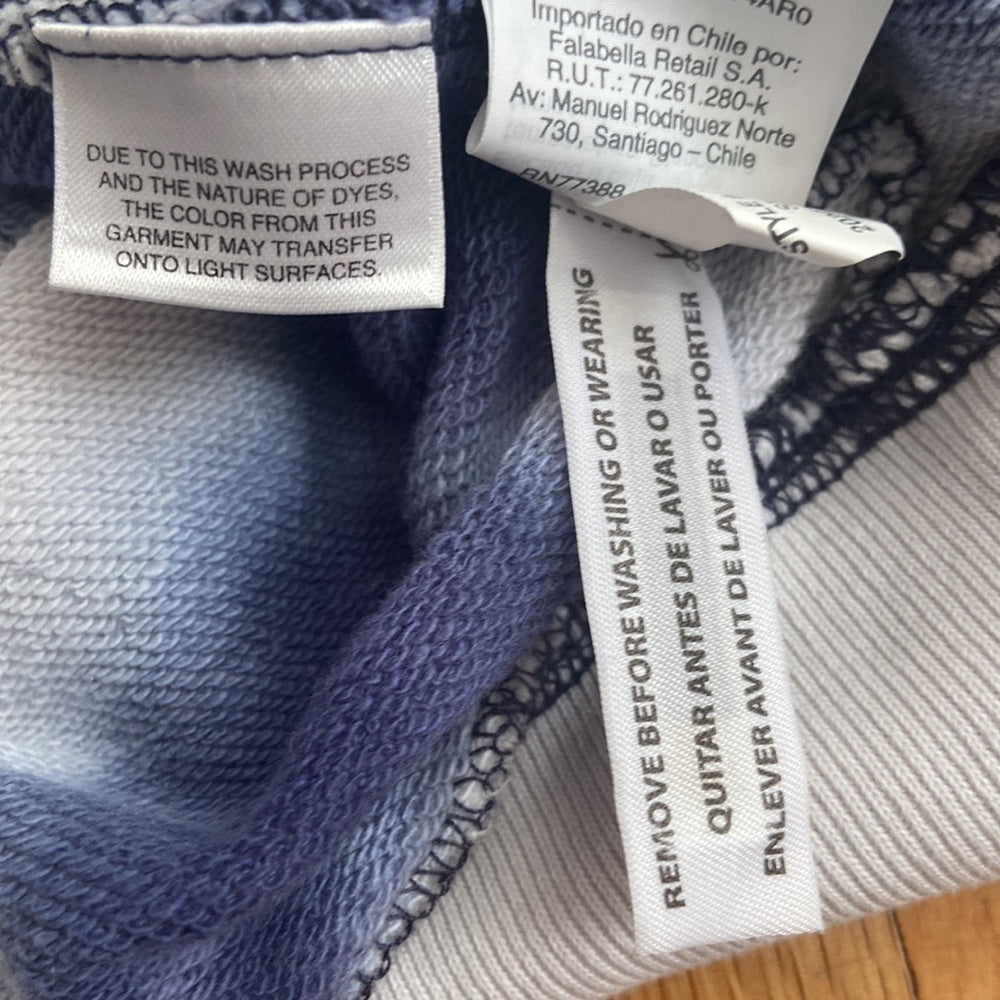 DUE TO THIS WASH PROCESS
AND THE NATURE OF DYES,
THE COLOR FROM THIS
GARMENT MAY TRANSFER
ONTO LIGHT SURFACES.
Importado en Chile por:
Falabella Retail S.A.
R.U.T.: 77.261.280-k
Av: Manuel Rodriguez Norte
730, Santiago – Chile
RN77388
STYLE
REMOVE BEFORE WASHING OR WEARING
QUITAR ANTES DE LAVAR O USAR
ENLEVER AVANT DE LAVER OU PORTER